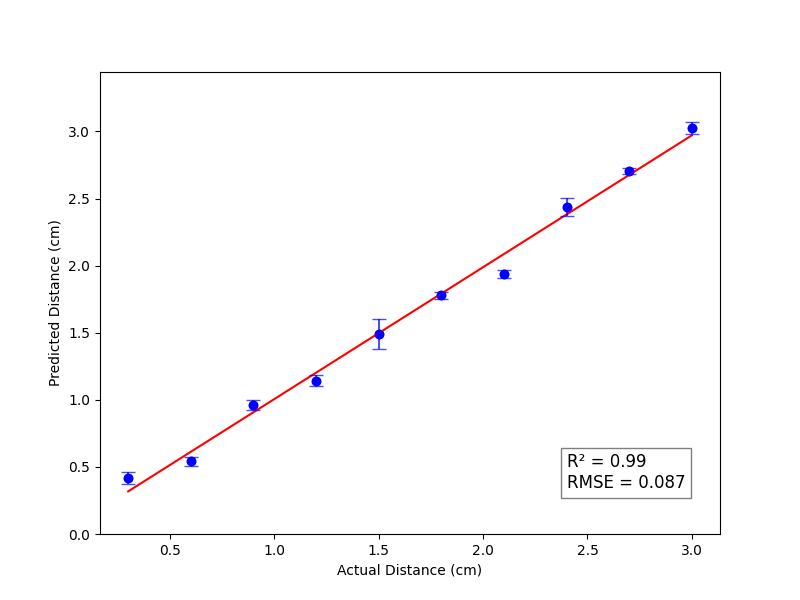 3.0
2.5
2.0
1.5
1.0
0.5
0.0
Predicted Distance (cm)
R² = 0.99
RMSE = 0.087
0.5 1.0 1.5 2.0 2.5 3.0
Actual Distance (cm)